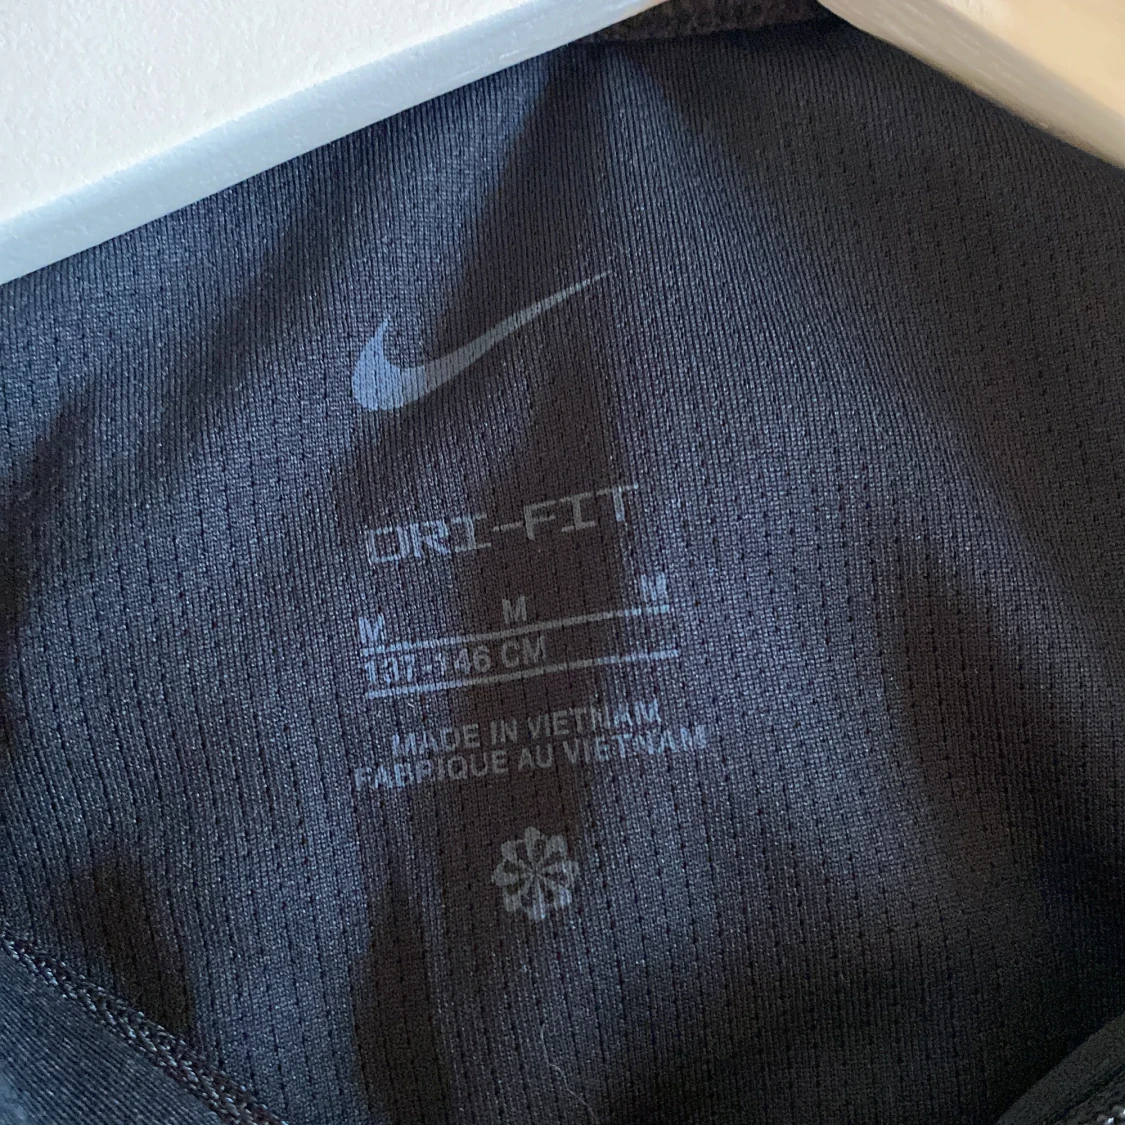 DRI-FIT
M M M
137-146 CM
MADE IN VIETNAM
FABRIQUE AU VIETNAM